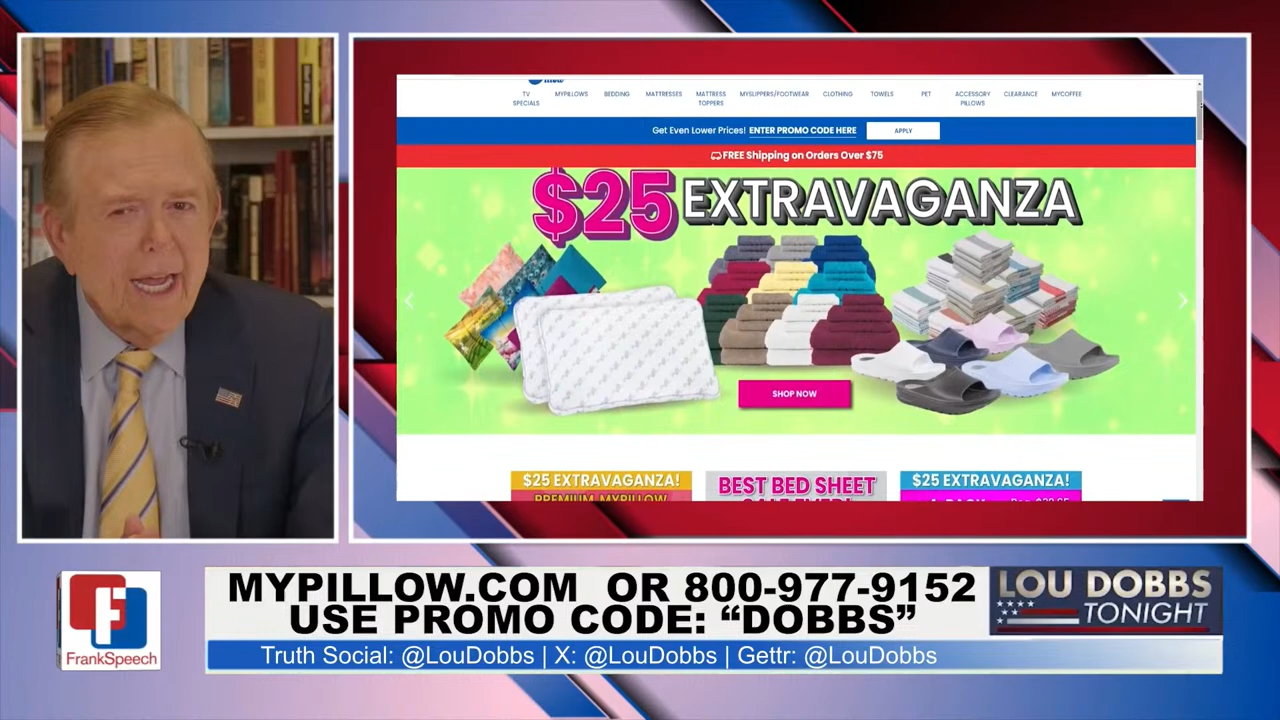 TV SPECIALS
MYPILLOWS
BEDDING
MATTRESSES
MATTRESS TOPPERS
MYSLIPPERS/FOOTWEAR
CLOTHING
TOWELS
PET
ACCESSORY PILLOWS
CLEARANCE
MYCOFFEE
Get Even Lower Prices! ENTER PROMO CODE HERE
APPLY
FREE Shipping on Orders Over $75
$25 EXTRAVAGANZA
SHOP NOW
$25 EXTRAVAGANZA!
PREMIUM MYPILLOW
BEST BED SHEET
$25 EXTRAVAGANZA!
MYPILLOW.COM OR 800-977-9152
USE PROMO CODE: “DOBBS”
Truth Social: @LouDobbs | X: @LouDobbs | Gettr: @LouDobbs
FrankSpeech
LOU DOBBS
TONIGHT